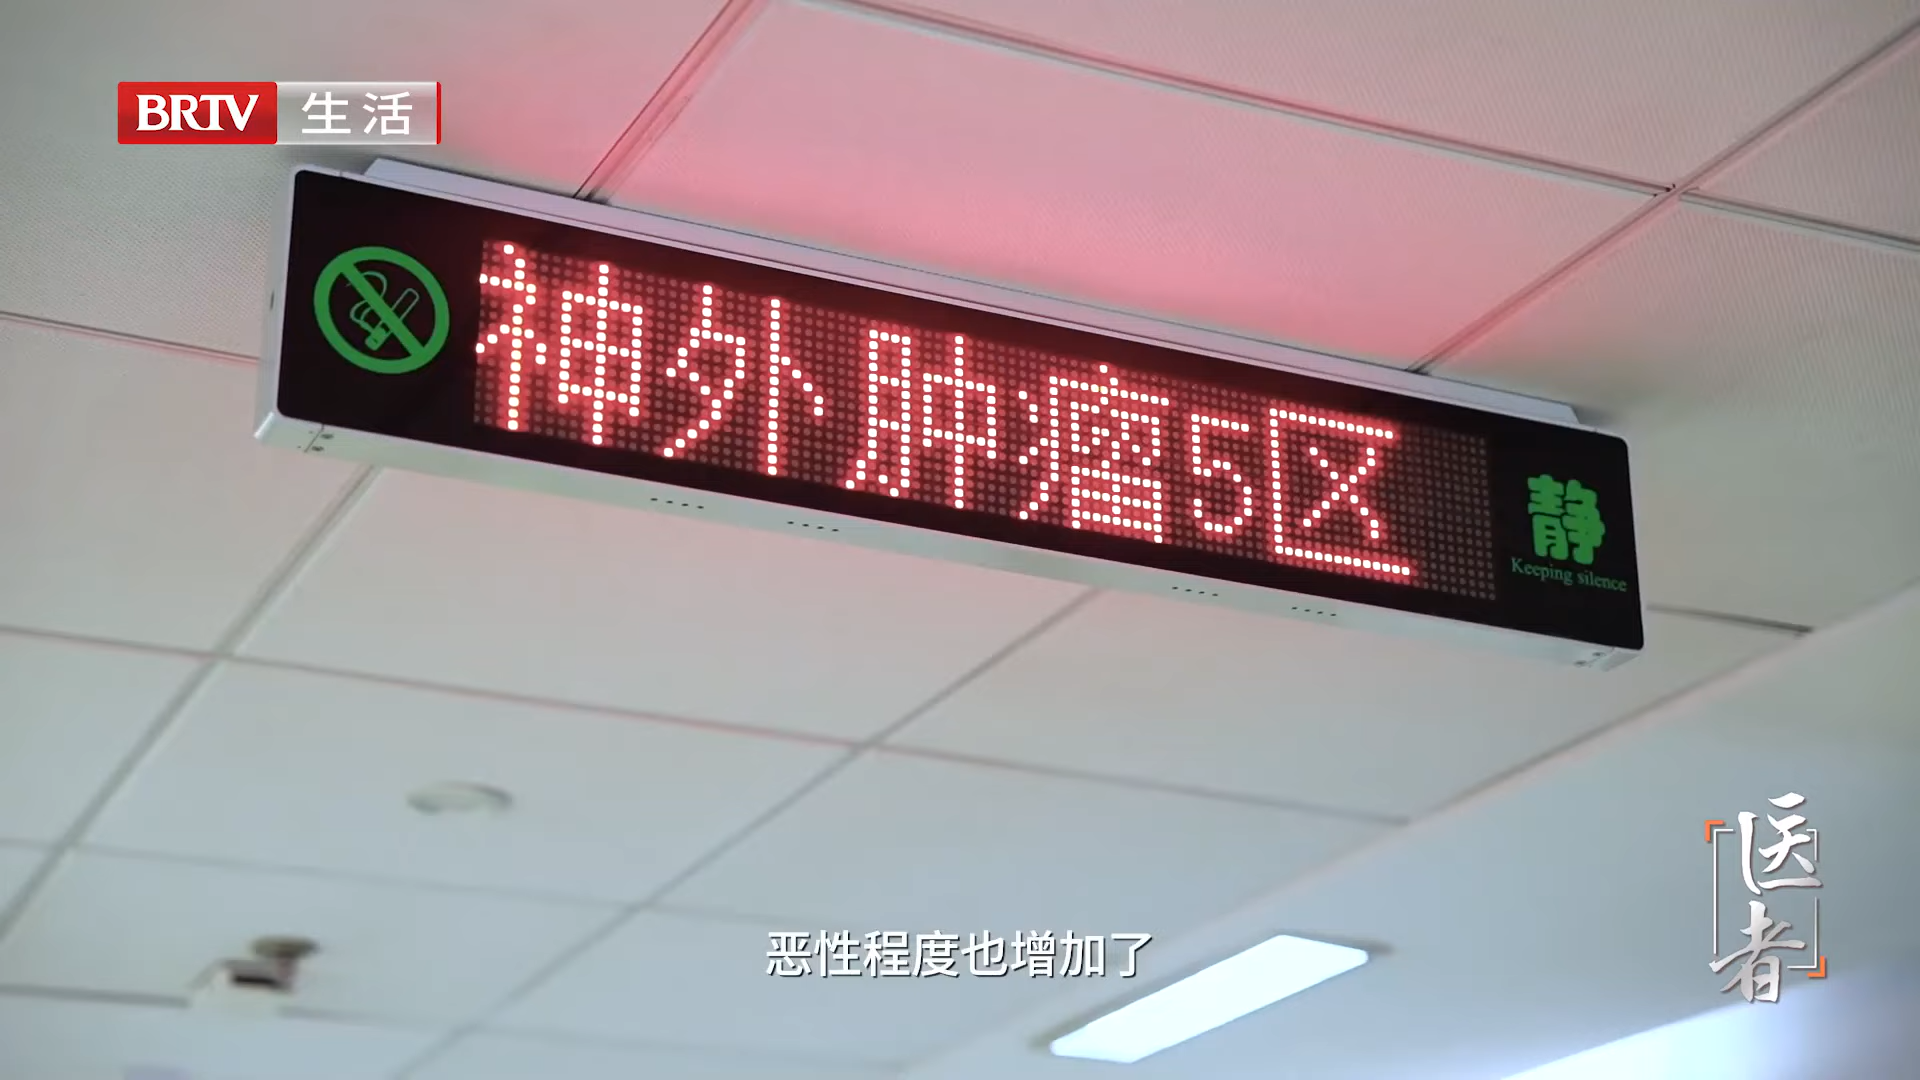 BRTV 生活
神外肿瘤5区
静
Keeping silence
医者
恶性程度也增加了